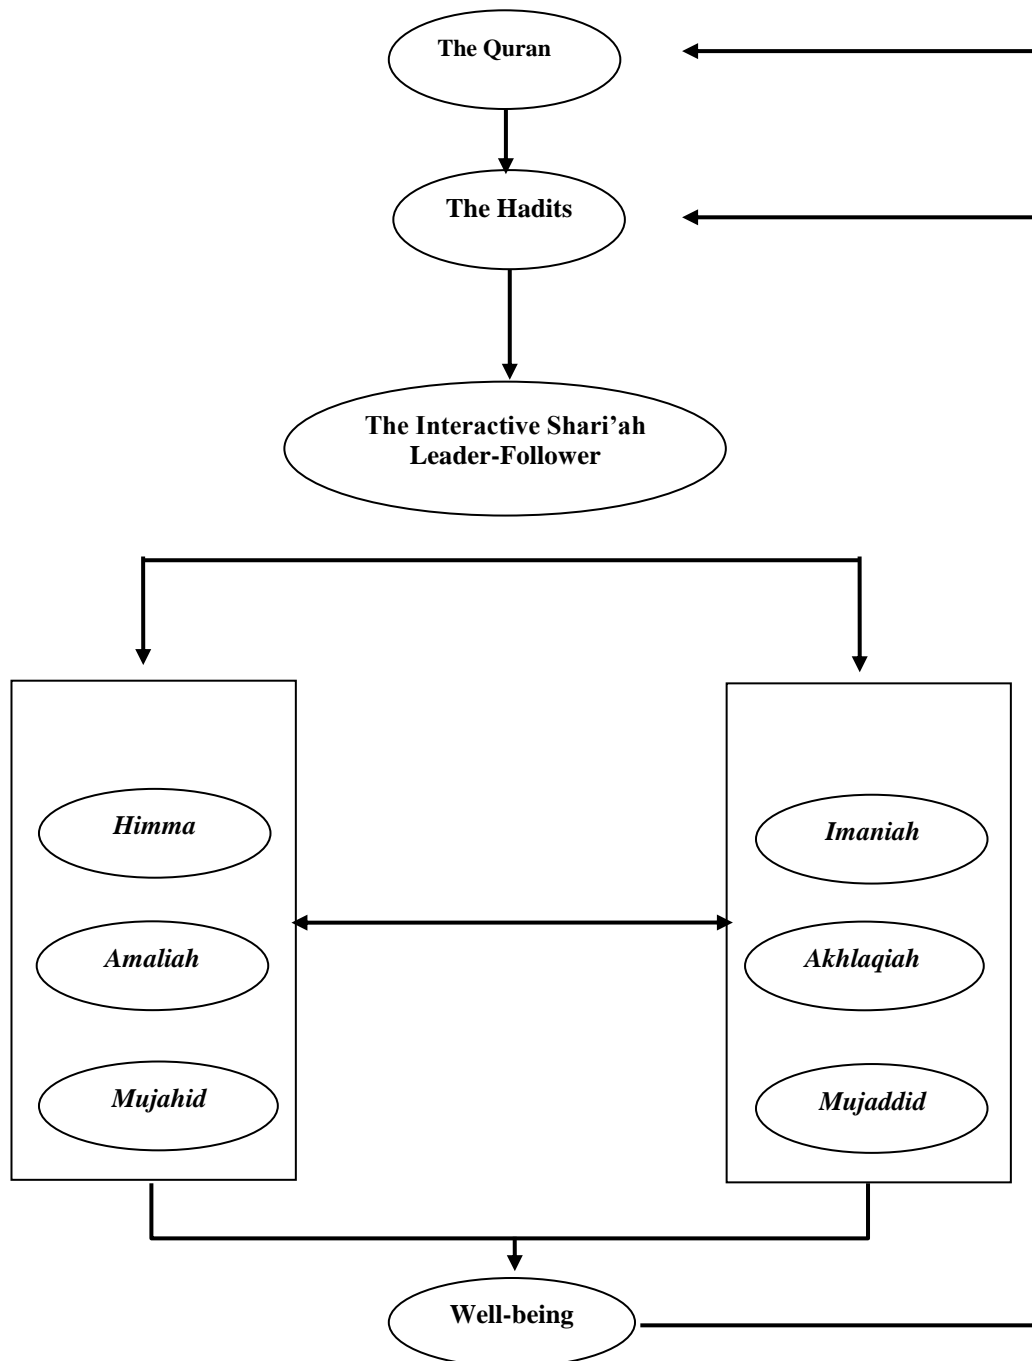 The Quran
The Hadits
The Interactive Shari’ah
Leader-Follower
Himma
Imaniah
Amaliah
Akhlaqiah
Mujahid
Mujaddid
Well-being